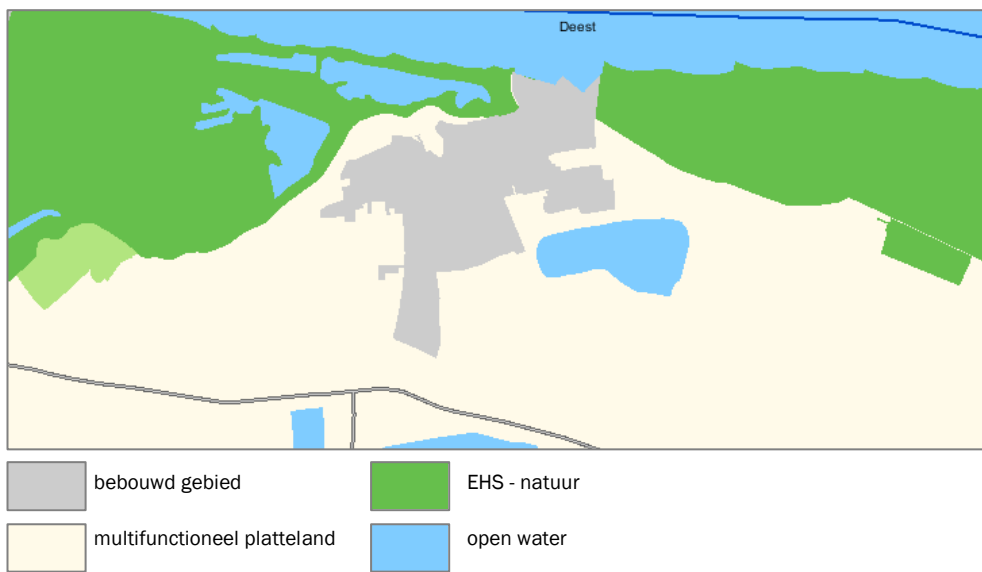 Deest
bebouwd gebied
EHS - natuur
multifunctioneel platteland
open water